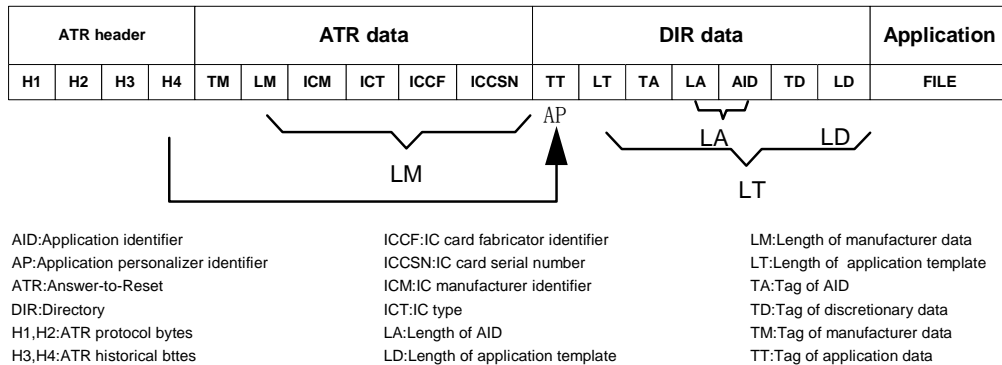 ATR header ATR data DIR data Application
H1 H2 H3 H4 TM LM ICM ICT ICCF ICCSN TT LT TA LA AID TD LD FILE
AP
LA LD
LM
LT
AID:Application identifier
AP:Application personalizer identifier
ATR:Answer-to-Reset
DIR:Directory
H1,H2:ATR protocol bytes
H3,H4:ATR historical bttes
ICCF:IC card fabricator identifier
ICCSN:IC card serial number
ICM:IC manufacturer identifier
ICT:IC type
LA:Length of AID
LD:Length of application template
LM:Length of manufacturer data
LT:Length of application template
TA:Tag of AID
TD:Tag of discretionary data
TM:Tag of manufacturer data
TT:Tag of application data